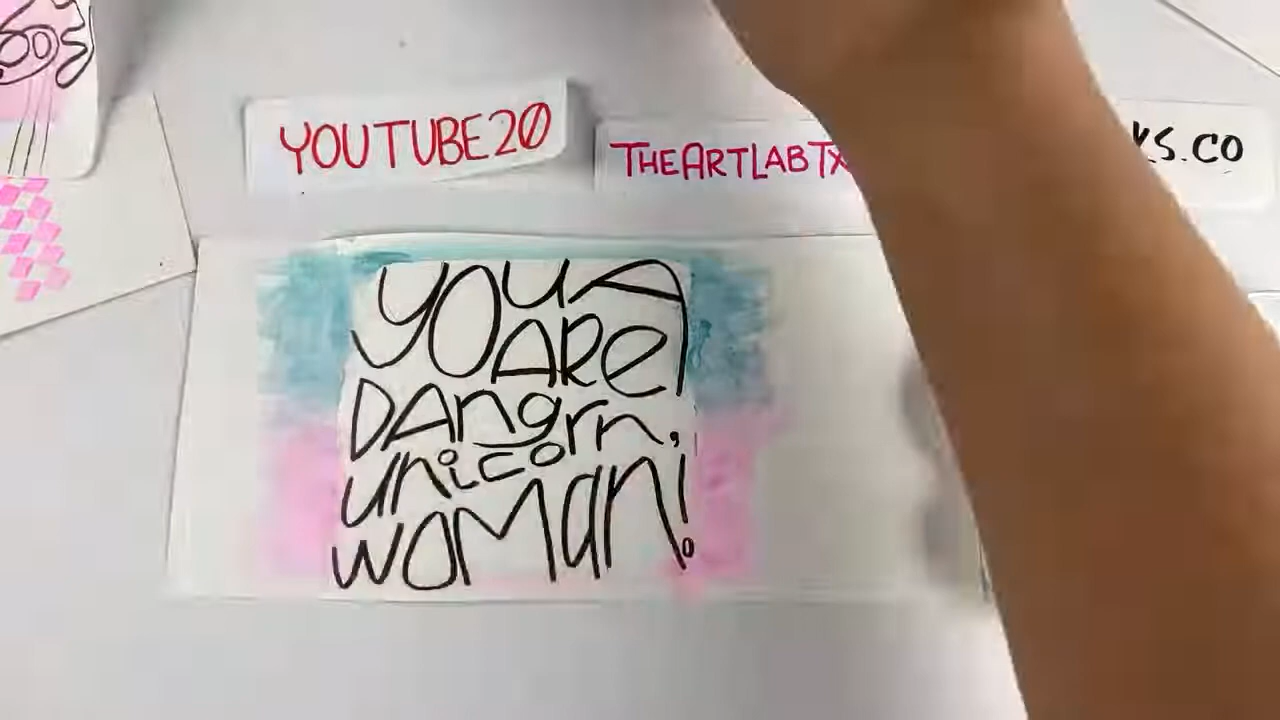 YOUTUBE20
THEARTLABTX
KS.CO
YOU A
ARE
DAngrn,
unicorn
woman!